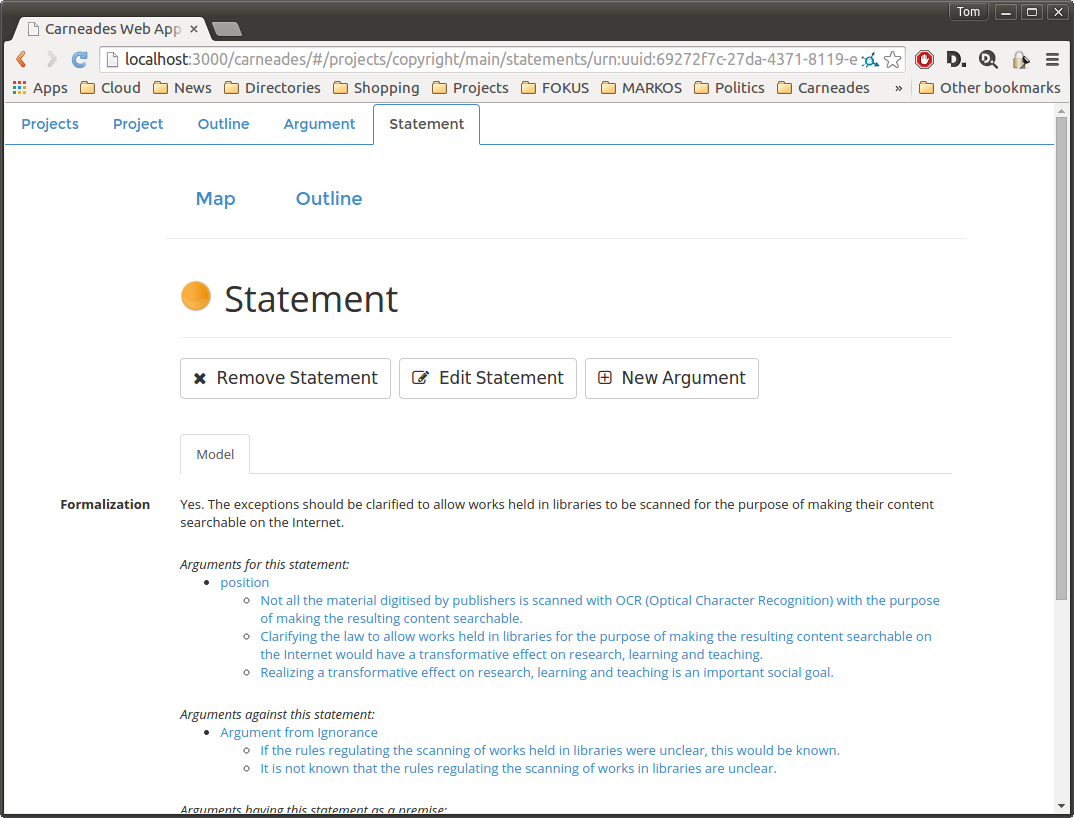 Tom
Carneades Web App
localhost:3000/carneades/#/projects/copyright/main/statements/urn:uuid:69272f7c-27da-4371-8119-e
Apps Cloud News Directories Shopping Projects FOKUS MARKOS Politics Carneades » Other bookmarks
Projects Project Outline Argument Statement
Map Outline
Statement
Remove Statement Edit Statement New Argument
Model
Formalization Yes. The exceptions should be clarified to allow works held in libraries to be scanned for the purpose of making their content
searchable on the Internet.
Arguments for this statement:
position
Not all the material digitised by publishers is scanned with OCR (Optical Character Recognition) with the purpose
of making the resulting content searchable.
Clarifying the law to allow works held in libraries for the purpose of making the resulting content searchable on
the Internet would have a transformative effect on research, learning and teaching.
Realizing a transformative effect on research, learning and teaching is an important social goal.
Arguments against this statement:
Argument from Ignorance
If the rules regulating the scanning of works held in libraries were unclear, this would be known.
It is not known that the rules regulating the scanning of works in libraries are unclear.
Arguments having this statement as a premise: